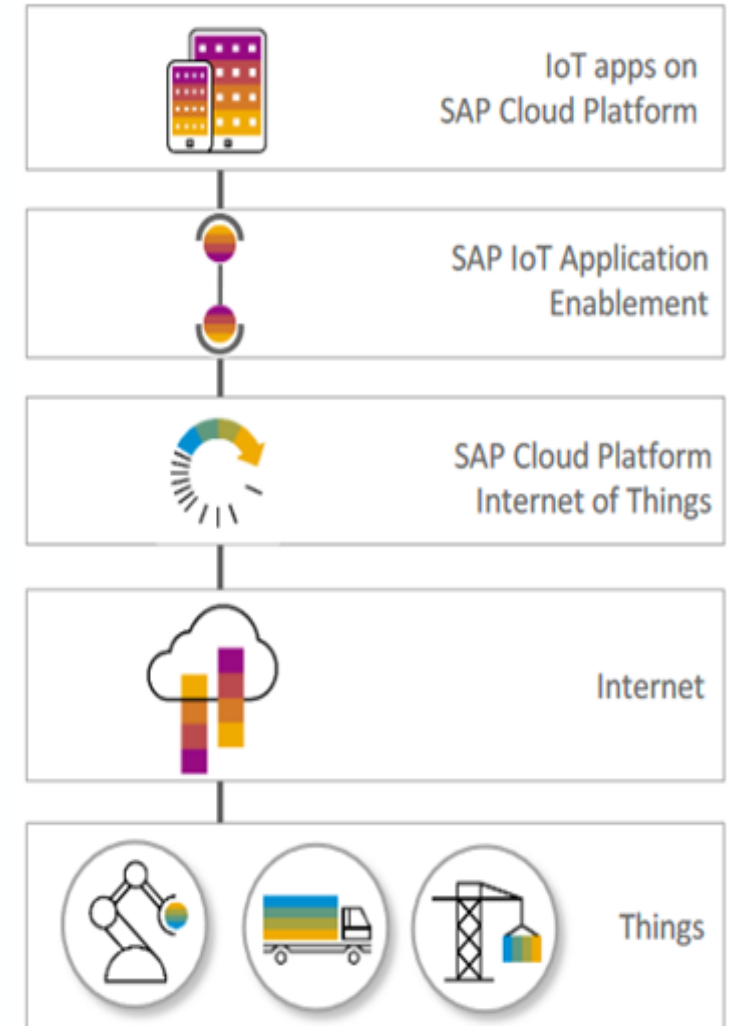 IoT apps on
SAP Cloud Platform
SAP IoT Application
Enablement
SAP Cloud Platform
Internet of Things
Internet
Things